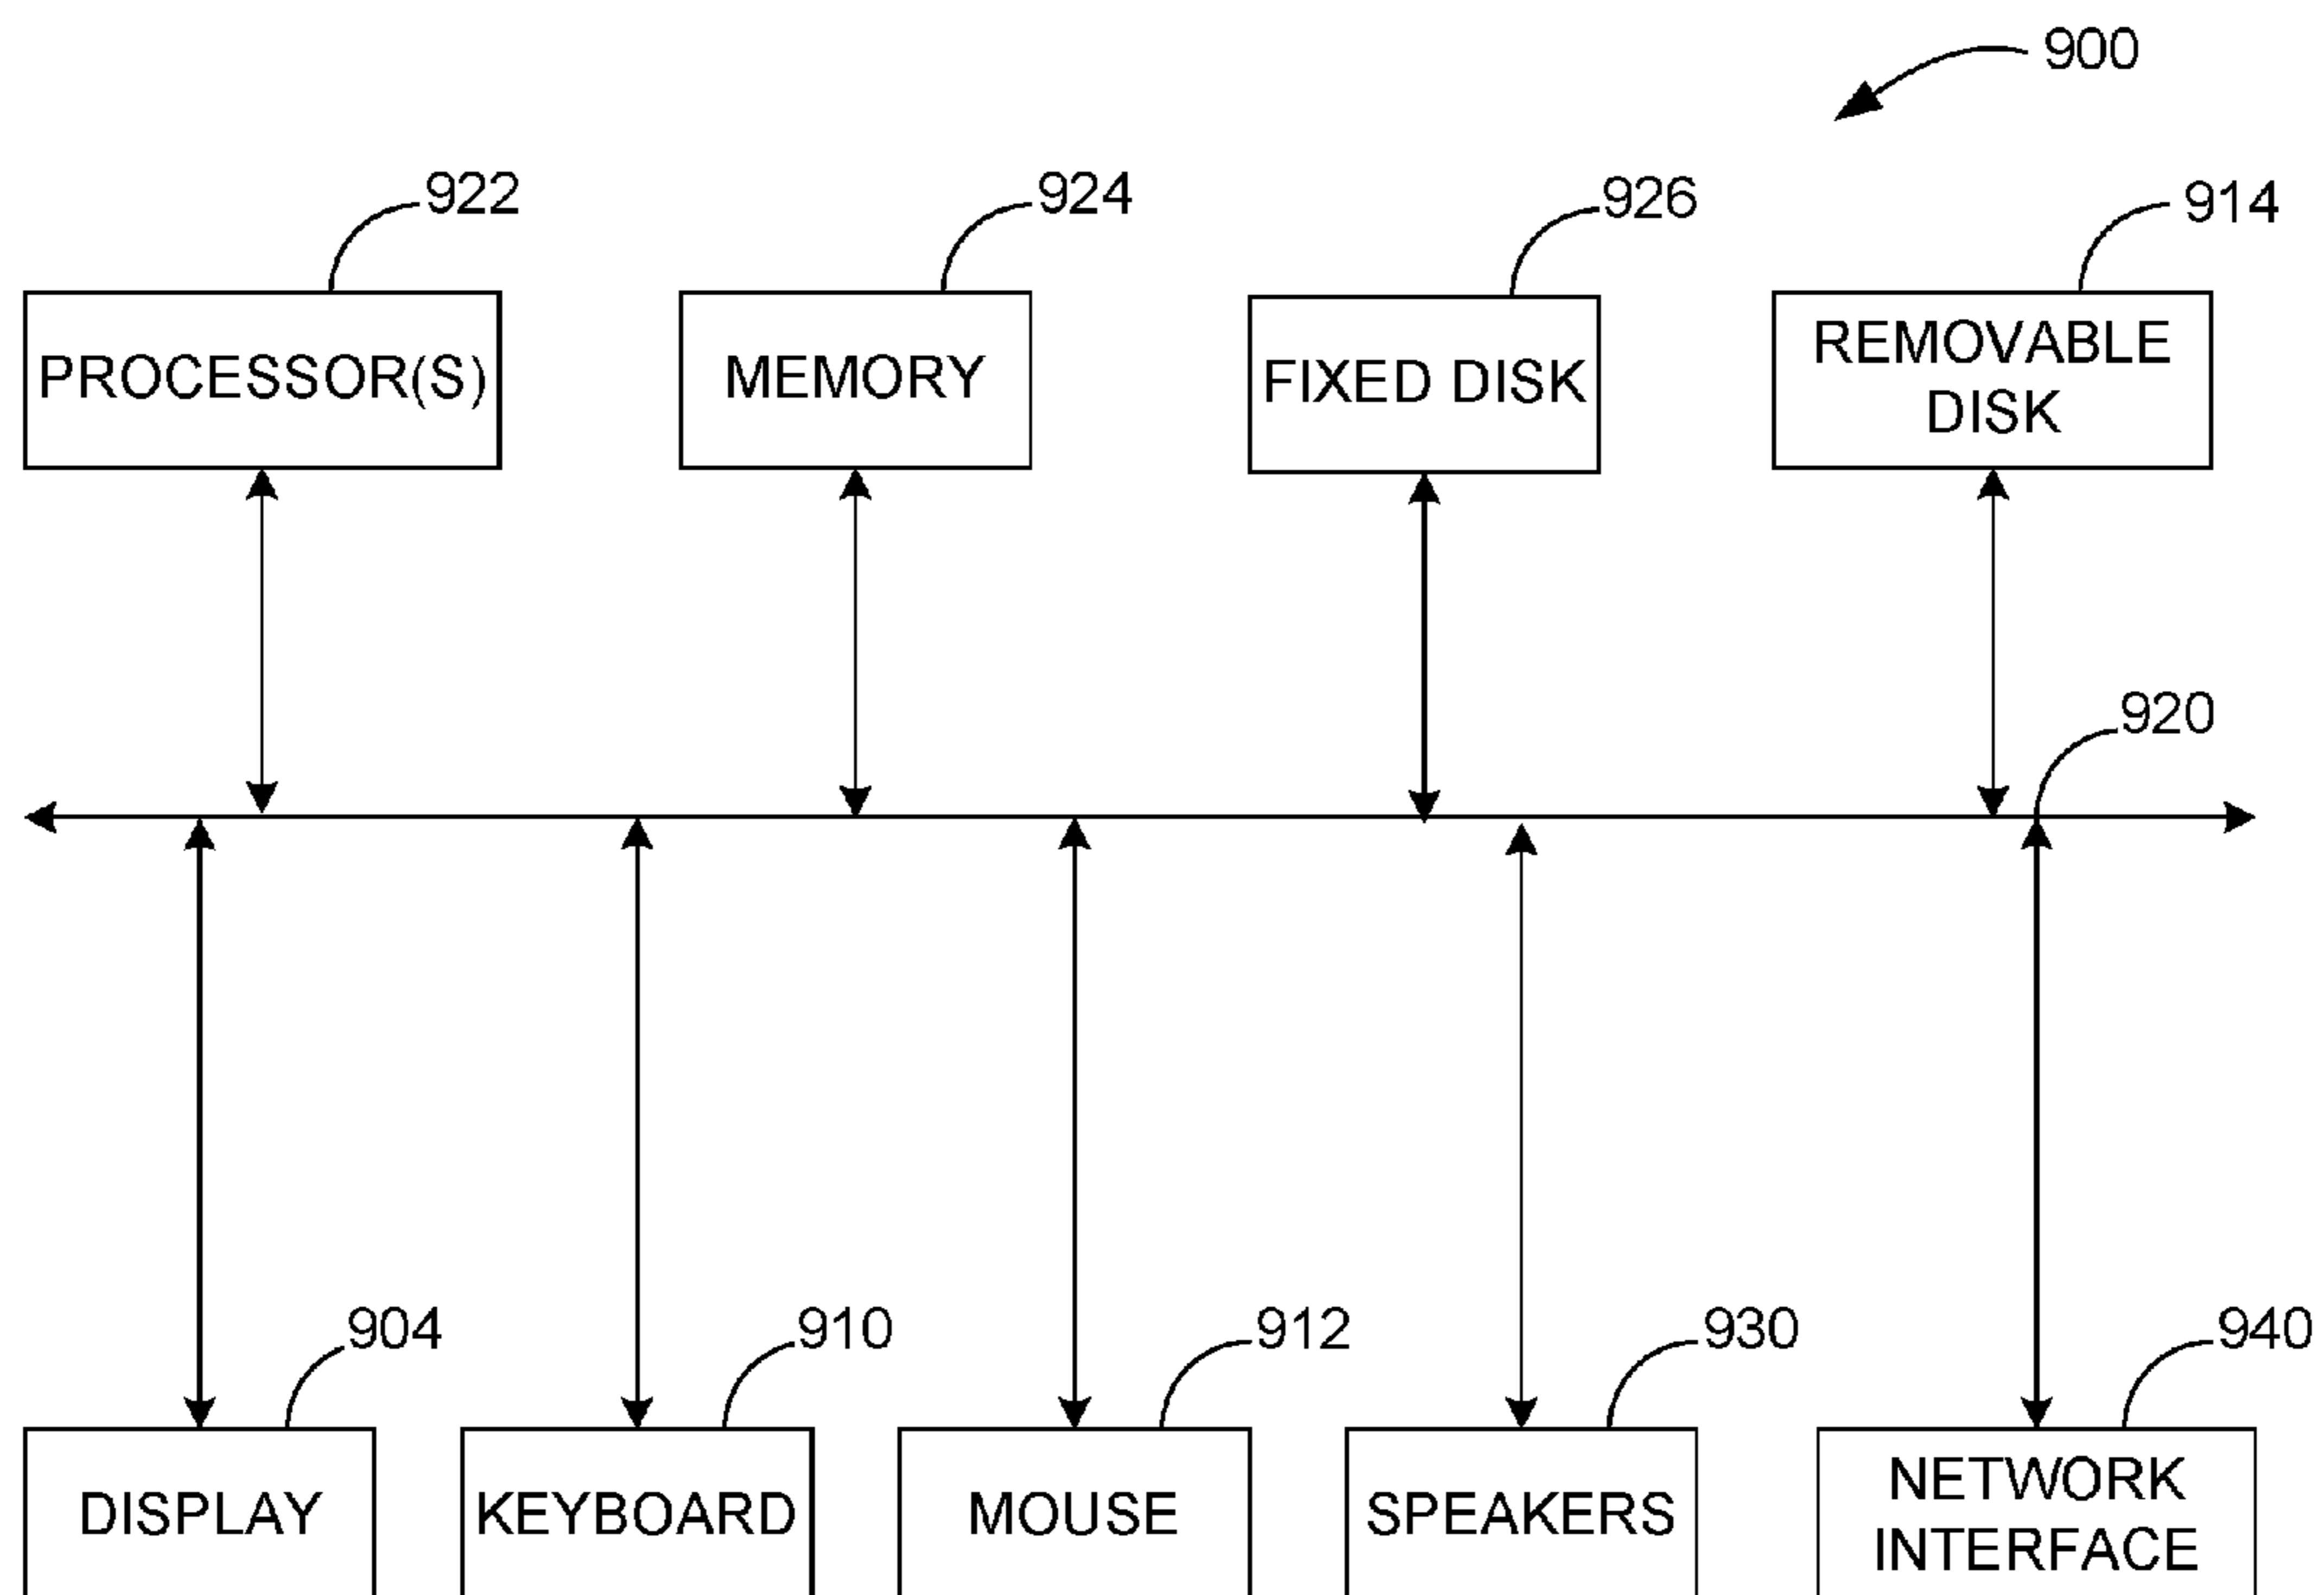 900
922
924
926
914
PROCESSOR(S)
MEMORY
FIXED DISK
REMOVABLE
DISK
920
904
910
912
930
940
DISPLAY
KEYBOARD
MOUSE
SPEAKERS
NETWORK
INTERFACE